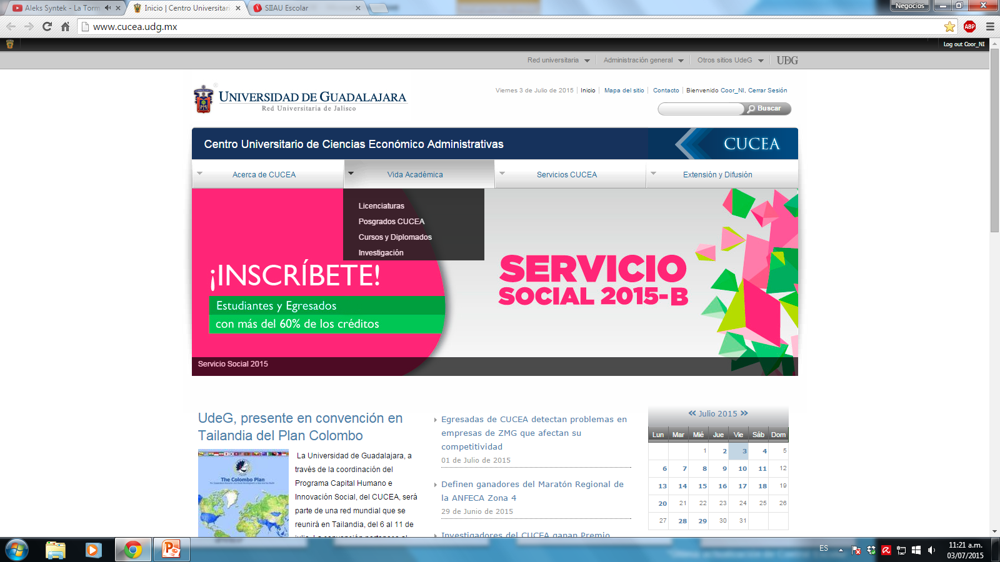 Aleks Syntek - La Torm
Inicio | Centro Universitari
SIIAU Escolar
Negocios
www.cucea.udg.mx
ABP
Log out Coor_NI
Red universitaria
Administración general
Otros sitios UdeG
UDG
UNIVERSIDAD DE GUADALAJARA
Red Universitaria de Jalisco
Viernes 3 de Julio de 2015
Inicio
Mapa del sitio
Contacto
Bienvenido Coor_NI, Cerrar Sesión
Buscar
Centro Universitario de Ciencias Económico Administrativas
CUCEA
Acerca de CUCEA
Vida Académica
Servicios CUCEA
Extensión y Difusión
Licenciaturas
Posgrados CUCEA
Cursos y Diplomados
Investigación
¡INSCRÍBETE!
Estudiantes y Egresados
con más del 60% de los créditos
SERVICIO
SOCIAL 2015-B
Servicio Social 2015
UdeG, presente en convención en
Tailandia del Plan Colombo
The Colombo Plan
La Universidad de Guadalajara, a
través de la coordinación del
Programa Capital Humano e
Innovación Social, del CUCEA, será
parte de una red mundial que se
reunirá en Tailandia, del 6 al 11 de
julio. La convención pertenece al
Egresadas de CUCEA detectan problemas en
empresas de ZMG que afectan su
competitividad
01 de Julio de 2015
Definen ganadores del Maratón Regional de
la ANFECA Zona 4
29 de Junio de 2015
Investigadores del CUCEA ganan Premio
« Julio 2015 »
Lun Mar Mié Jue Vie Sáb Dom
1 2 3 4 5
6 7 8 9 10 11 12
13 14 15 16 17 18 19
20 21 22 23 24 25 26
27 28 29 30 31
ES
11:21 a.m.
03/07/2015